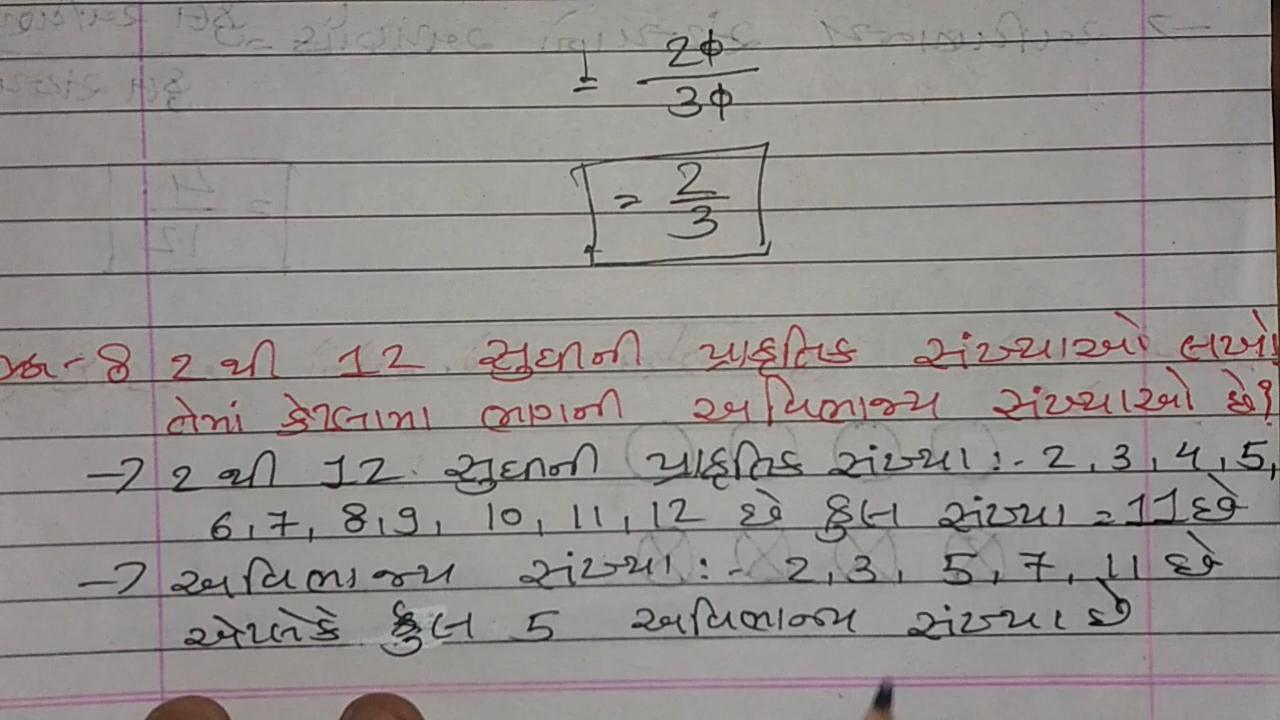 = 20
30
= 2
3
પ્ર-8 2 થી 12 સુધાની પ્રાકૃતિક સંખ્યાઓ લખો
તેનાં કેટલામા ભાગની અવિભાજ્ય સંખ્યાઓ છે?
→ 2 થી 12 સુધાની પ્રાકૃતિક સંખ્યા :- 2, 3, 4, 5,
6, 7, 8, 9, 10, 11, 12 છે કુલ સંખ્યા = 11 છે
→ અવિભાજ્ય સંખ્યા :- 2, 3, 5, 7, 11 છે
એટલેકે કુલ 5 અવિભાજ્ય સંખ્યા છે